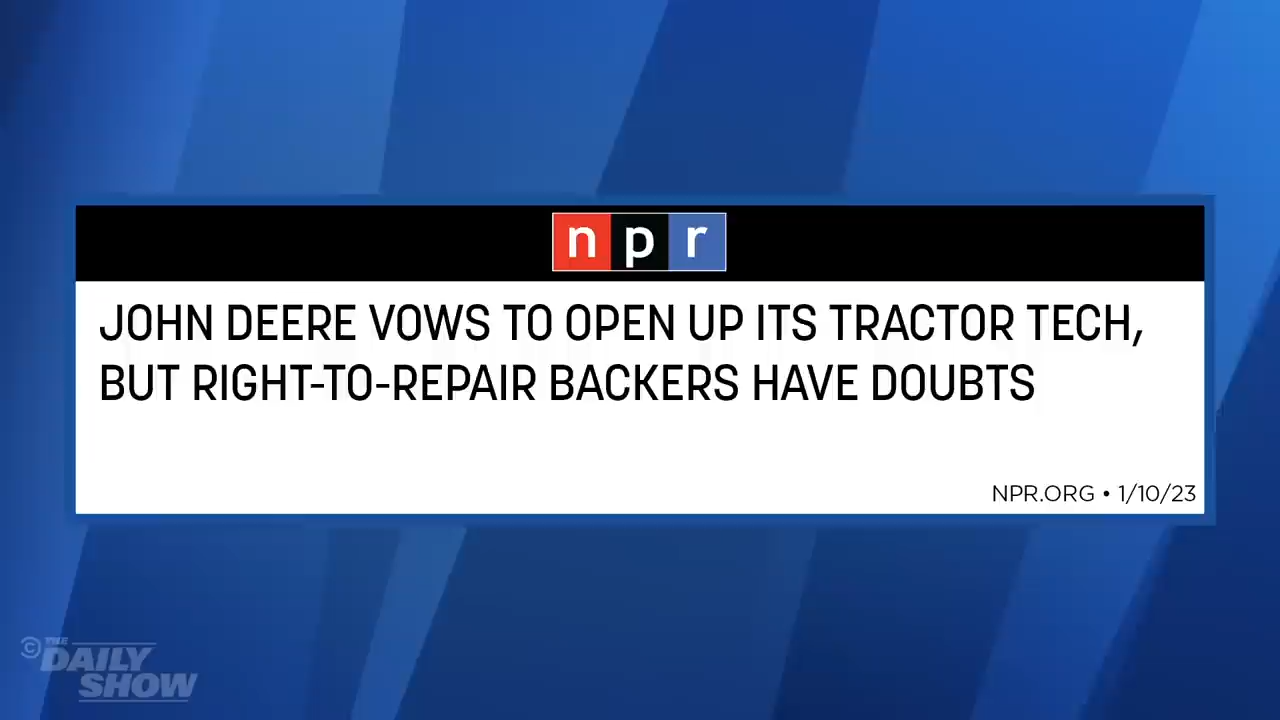 npr
JOHN DEERE VOWS TO OPEN UP ITS TRACTOR TECH,
BUT RIGHT-TO-REPAIR BACKERS HAVE DOUBTS
NPR.ORG • 1/10/23
THE
DAILY
SHOW